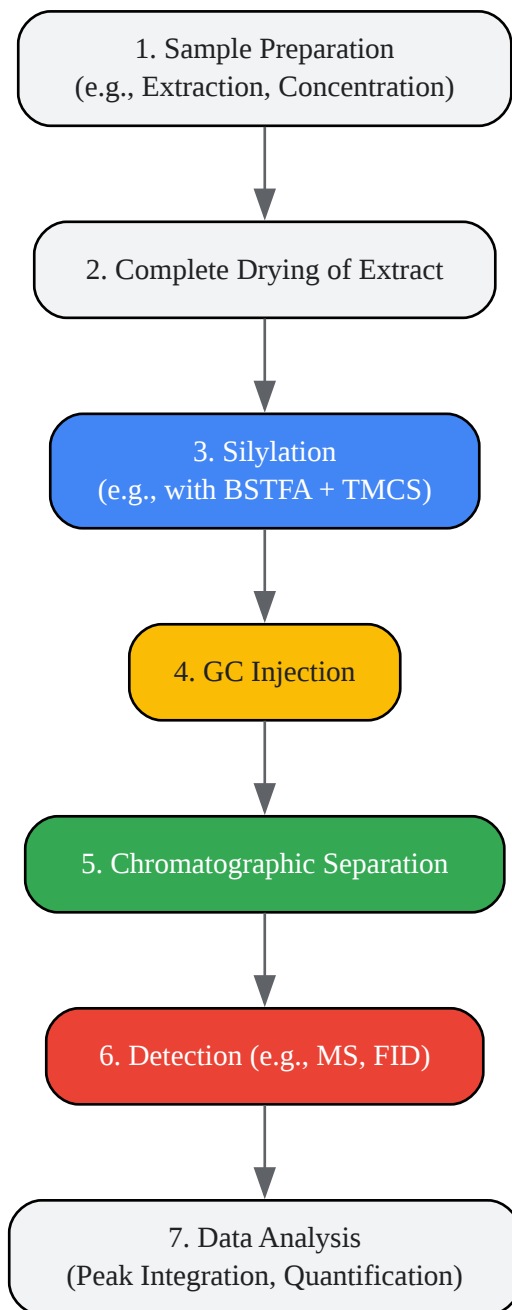 1. Sample Preparation
(e.g., Extraction, Concentration)
2. Complete Drying of Extract
3. Silylation
(e.g., with BSTFA + TMCS)
4. GC Injection
5. Chromatographic Separation
6. Detection (e.g., MS, FID)
7. Data Analysis
(Peak Integration, Quantification)